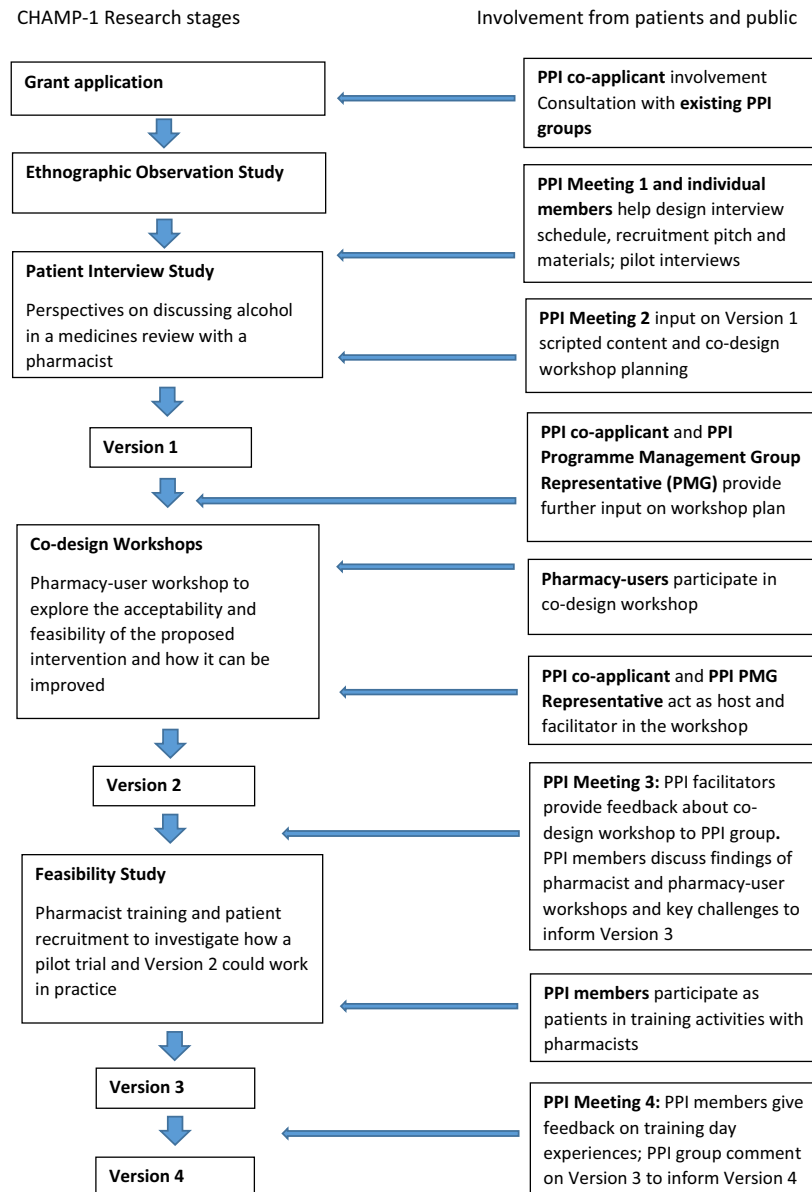 CHAMP-1 Research stages
Involvement from patients and public
Grant application
PPI co-applicant involvement
Consultation with existing PPI
groups
Ethnographic Observation Study
PPI Meeting 1 and individual
members help design interview
schedule, recruitment pitch and
materials; pilot interviews
Patient Interview Study
Perspectives on discussing alcohol
in a medicines review with a
pharmacist
PPI Meeting 2 input on Version 1
scripted content and co-design
workshop planning
Version 1
PPI co-applicant and PPI
Programme Management Group
Representative (PMG) provide
further input on workshop plan
Co-design Workshops
Pharmacy-user workshop to
explore the acceptability and
feasibility of the proposed
intervention and how it can be
improved
Pharmacy-users participate in
co-design workshop
PPI co-applicant and PPI PMG
Representative act as host and
facilitator in the workshop
Version 2
PPI Meeting 3: PPI facilitators
provide feedback about co-
design workshop to PPI group.
PPI members discuss findings of
pharmacist and pharmacy-user
workshops and key challenges to
inform Version 3
Feasibility Study
Pharmacist training and patient
recruitment to investigate how a
pilot trial and Version 2 could work
in practice
PPI members participate as
patients in training activities with
pharmacists
Version 3
PPI Meeting 4: PPI members give
feedback on training day
experiences; PPI group comment
on Version 3 to inform Version 4
Version 4